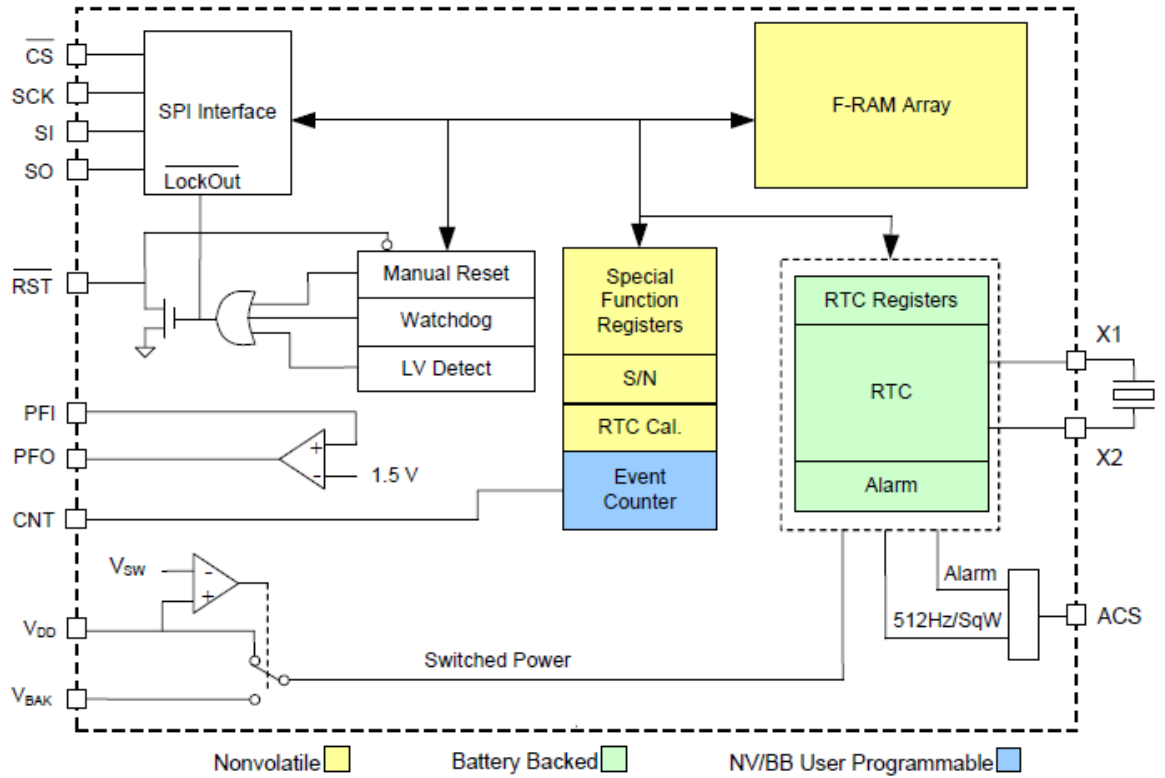 CS
SCK
SI
SO
SPI Interface
LockOut
F-RAM Array
RST
Manual Reset
Watchdog
LV Detect
Special
Function
Registers
S/N
RTC Cal.
Event
Counter
RTC Registers
RTC
Alarm
X1
X2
PFI
PFO
+
-
1.5 V
CNT
VSW
-
+
VDD
VBAK
Switched Power
Alarm
512Hz/SqW
ACS
Nonvolatile
Battery Backed
NV/BB User Programmable